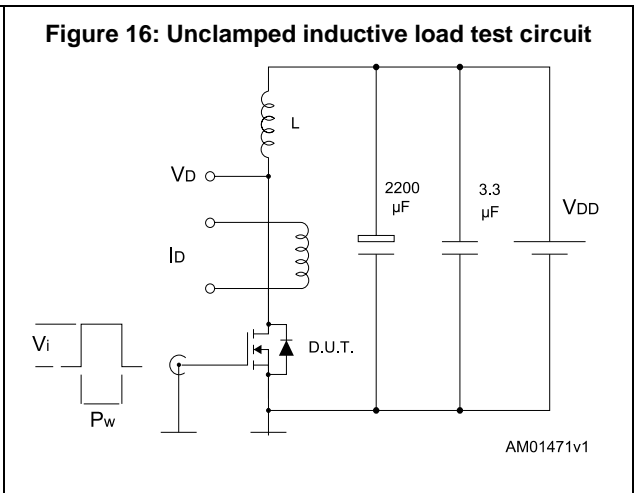 Figure 16: Unclamped inductive load test circuit
L
VD
2200
µF
3.3
µF
VDD
ID
Vi
D.U.T.
Pw
AM01471v1